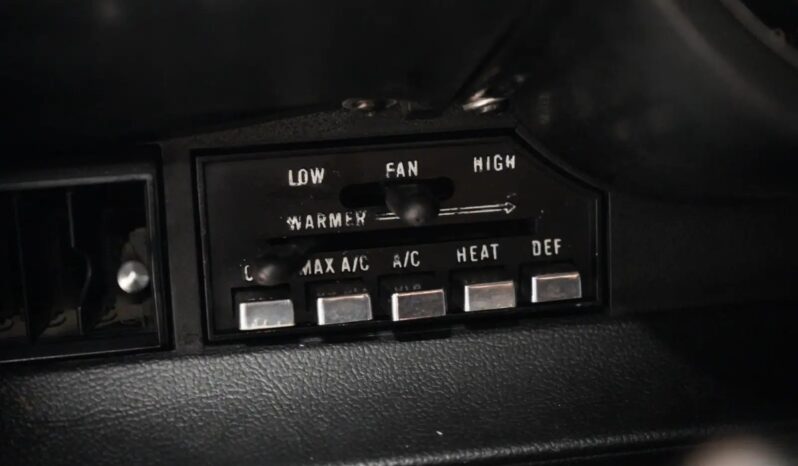 LOW FAN HIGH
WARMER
MAX A/C A/C HEAT DEF